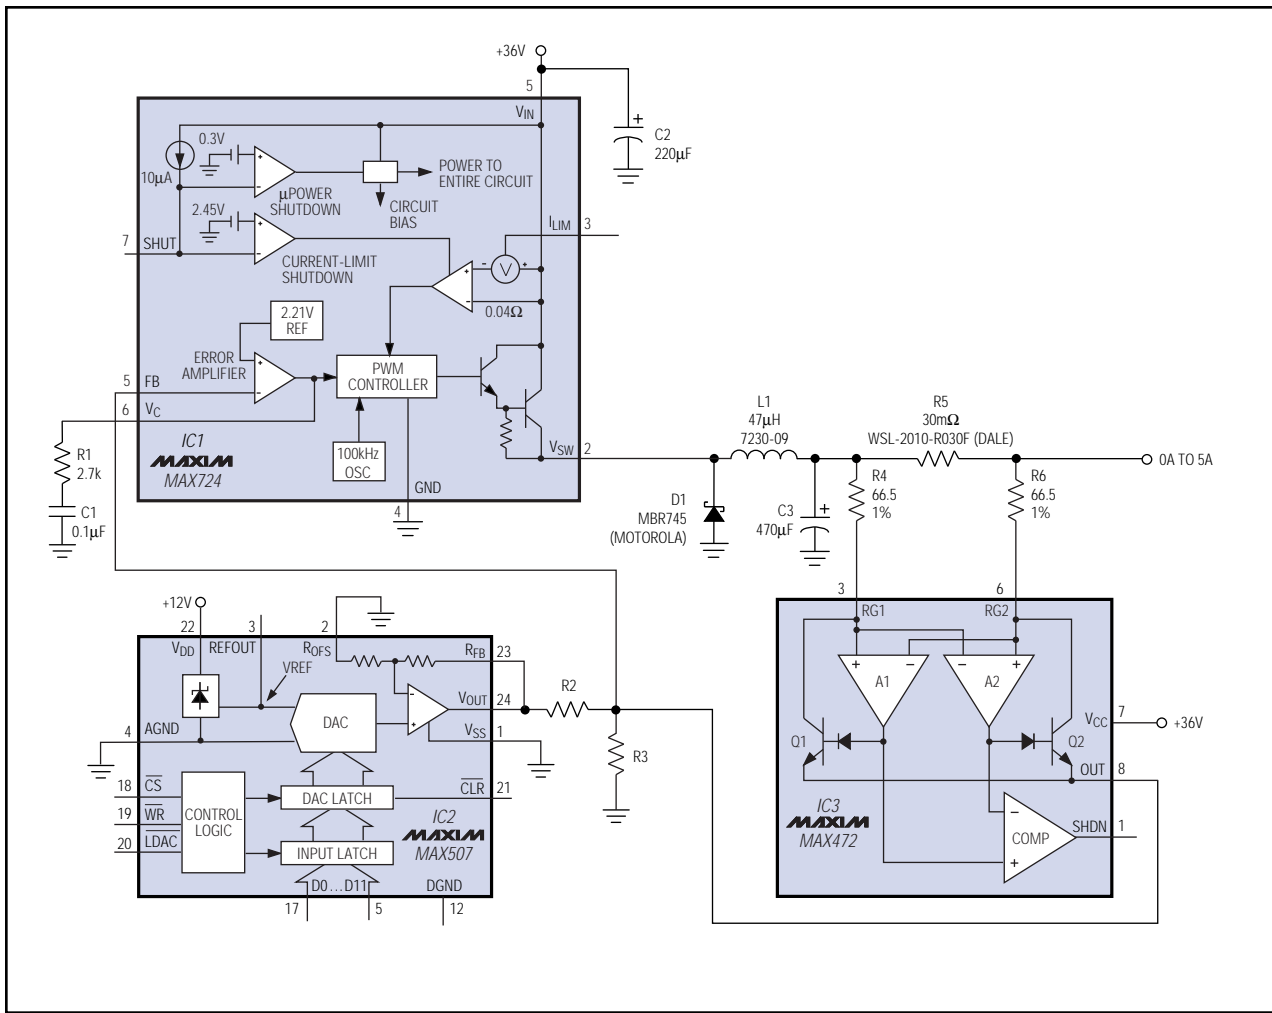 +36V
5
VIN
C2
220µF
+
0.3V
10µA
+
−
µPOWER
SHUTDOWN
POWER TO
ENTIRE CIRCUIT
CIRCUIT
BIAS
2.45V
+
−
CURRENT-LIMIT
SHUTDOWN
7
SHUT
ILIM
3
−
V
+
+
−
0.04Ω
2.21V
REF
ERROR
AMPLIFIER
+
−
PWM
CONTROLLER
5
FB
6
VC
IC1
MAXIM
MAX724
100kHz
OSC
VSW
2
GND
4
R1
2.7k
C1
0.1µF
L1
47µH
7230-09
R5
30mΩ
WSL-2010-R030F (DALE)
0A TO 5A
D1
MBR745
(MOTOROLA)
C3
470µF
+
R4
66.5
1%
R6
66.5
1%
+12V
22
3
2
VDD
REFOUT
ROFS
RFB
23
VREF
DAC
−
+
VOUT
24
VSS
1
4
AGND
18
CS
19
WR
20
LDAC
CONTROL
LOGIC
DAC LATCH
CLR
21
INPUT LATCH
IC2
MAXIM
MAX507
D0...D11
DGND
17
5
12
R2
R3
3
6
RG1
RG2
+
−
A1
−
+
A2
Q1
Q2
VCC
7
+36V
OUT
8
IC3
MAXIM
MAX472
−
COMP
+
SHDN
1